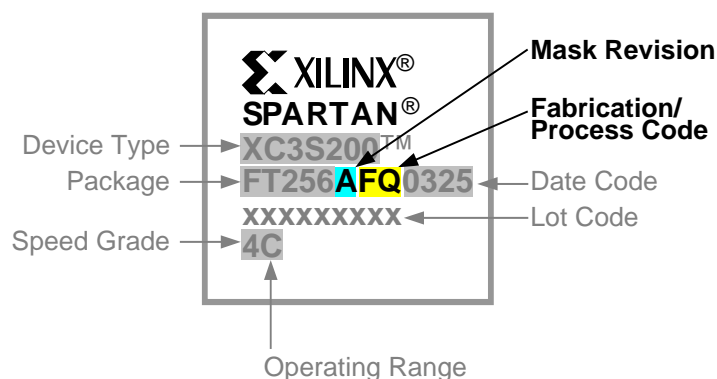 Mask Revision
XILINX®
SPARTAN®
Fabrication/
Process Code
Device Type
XC3S200™
Package
FT256AFQ0325
Date Code
xxxxxxxxx
Lot Code
Speed Grade
4C
Operating Range